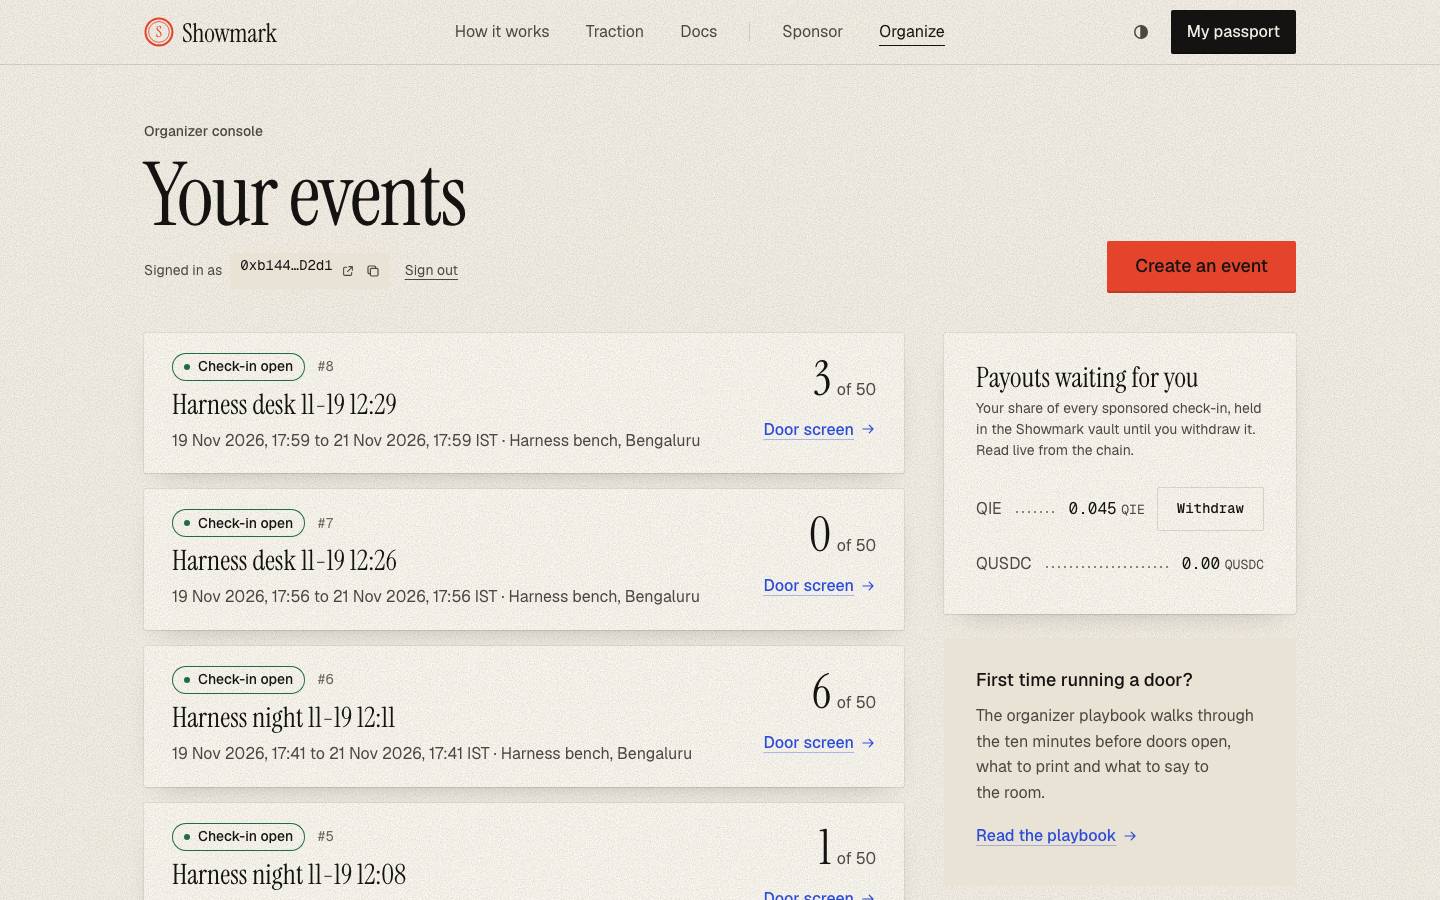 S Showmark
How it works
Traction
Docs
Sponsor
Organize
My passport
Organizer console
Your events
Signed in as 0xb144…D2d1 Sign out
Create an event
Check-in open #8
Harness desk 11-19 12:29
19 Nov 2026, 17:59 to 21 Nov 2026, 17:59 IST · Harness bench, Bengaluru
3 of 50
Door screen →
Check-in open #7
Harness desk 11-19 12:26
19 Nov 2026, 17:56 to 21 Nov 2026, 17:56 IST · Harness bench, Bengaluru
0 of 50
Door screen →
Check-in open #6
Harness night 11-19 12:11
19 Nov 2026, 17:41 to 21 Nov 2026, 17:41 IST · Harness bench, Bengaluru
6 of 50
Door screen →
Check-in open #5
Harness night 11-19 12:08
1 of 50
Door screen →
Payouts waiting for you
Your share of every sponsored check-in, held
in the Showmark vault until you withdraw it.
Read live from the chain.
QIE ....... 0.045 QIE Withdraw
QUSDC ..................... 0.00 QUSDC
First time running a door?
The organizer playbook walks through
the ten minutes before doors open,
what to print and what to say to
the room.
Read the playbook →